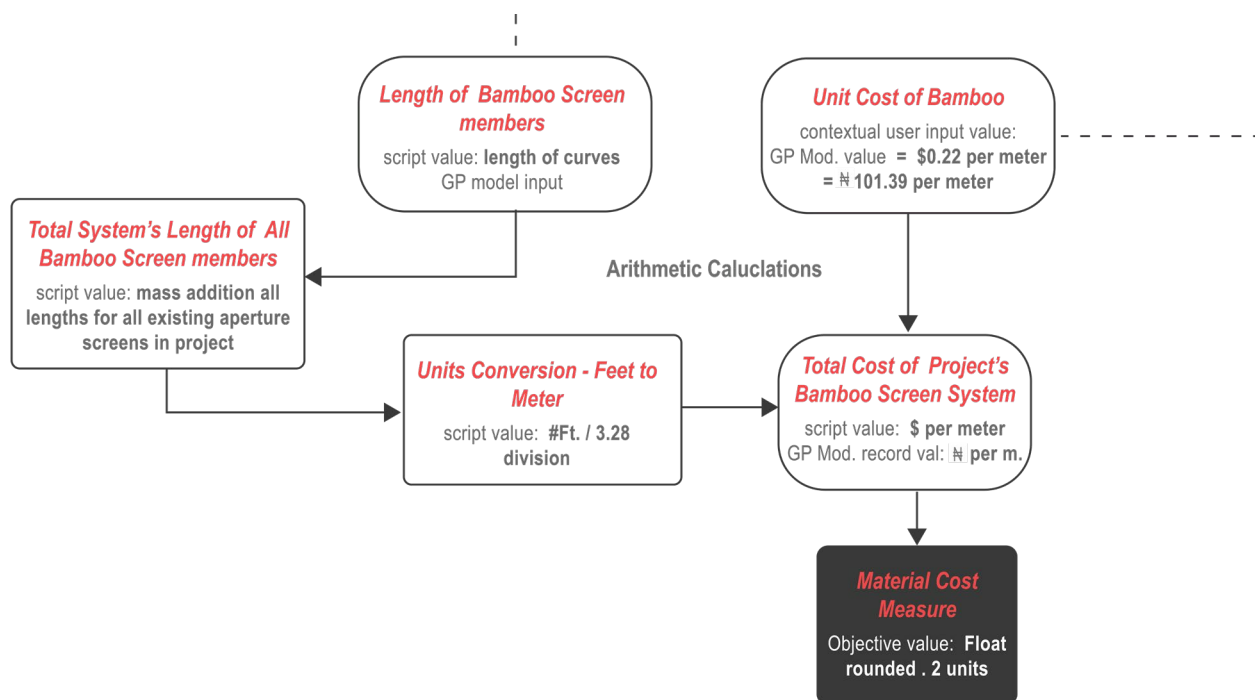 Length of Bamboo Screen
members
script value: length of curves
GP model input
Unit Cost of Bamboo
contextual user input value:
GP Mod. value = $0.22 per meter
= ₦ 101.39 per meter
Total System's Length of All
Bamboo Screen members
script value: mass addition all
lengths for all existing aperture
screens in project
Arithmetic Caluclations
Units Conversion - Feet to
Meter
script value: #Ft. / 3.28
division
Total Cost of Project's
Bamboo Screen System
script value: $ per meter
GP Mod. record val: ₦ per m.
Material Cost
Measure
Objective value: Float
rounded . 2 units